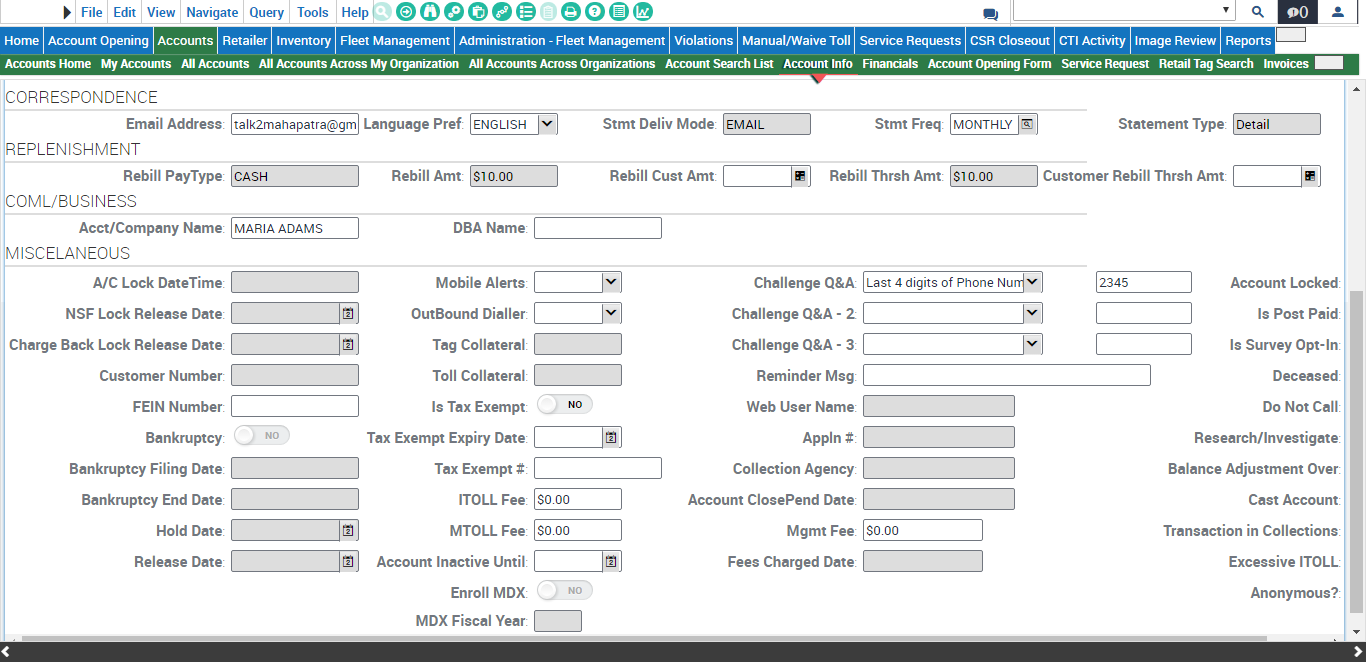 File Edit View Navigate Query Tools Help 0
Home Account Opening Accounts Retailer Inventory Fleet Management Administration - Fleet Management Violations Manual/Waive Toll Service Requests CSR Closeout CTI Activity Image Review Reports
Accounts Home My Accounts All Accounts All Accounts Across My Organization All Accounts Across Organizations Account Search List Account Info Financials Account Opening Form Service Request Retail Tag Search Invoices
CORRESPONDENCE
Email Address: talk2mahapatra@gm Language Pref: ENGLISH Stmt Deliv Mode: EMAIL Stmt Freq: MONTHLY Statement Type: Detail
REPLENISHMENT
Rebill PayType: CASH Rebill Amt: $10.00 Rebill Cust Amt: Rebill Thrsh Amt: $10.00 Customer Rebill Thrsh Amt:
COML/BUSINESS
Acct/Company Name: MARIA ADAMS DBA Name:
MISCELANEOUS
A/C Lock DateTime: Mobile Alerts: Challenge Q&A: Last 4 digits of Phone Num 2345 Account Locked:
NSF Lock Release Date: OutBound Dialler: Challenge Q&A - 2: Is Post Paid:
Charge Back Lock Release Date: Tag Collateral: Challenge Q&A - 3: Is Survey Opt-In:
Customer Number: Toll Collateral: Reminder Msg: Deceased:
FEIN Number: Is Tax Exempt: NO Web User Name: Do Not Call:
Bankruptcy: NO Tax Exempt Expiry Date: Appln #: Research/Investigate:
Bankruptcy Filing Date: Tax Exempt #: Collection Agency: Balance Adjustment Over:
Bankruptcy End Date: ITOLL Fee: $0.00 Account ClosePend Date: Cast Account:
Hold Date: MTOLL Fee: $0.00 Mgmt Fee: $0.00 Transaction in Collections:
Release Date: Account Inactive Until: Fees Charged Date: Excessive ITOLL:
Enroll MDX: NO Anonymous?:
MDX Fiscal Year: